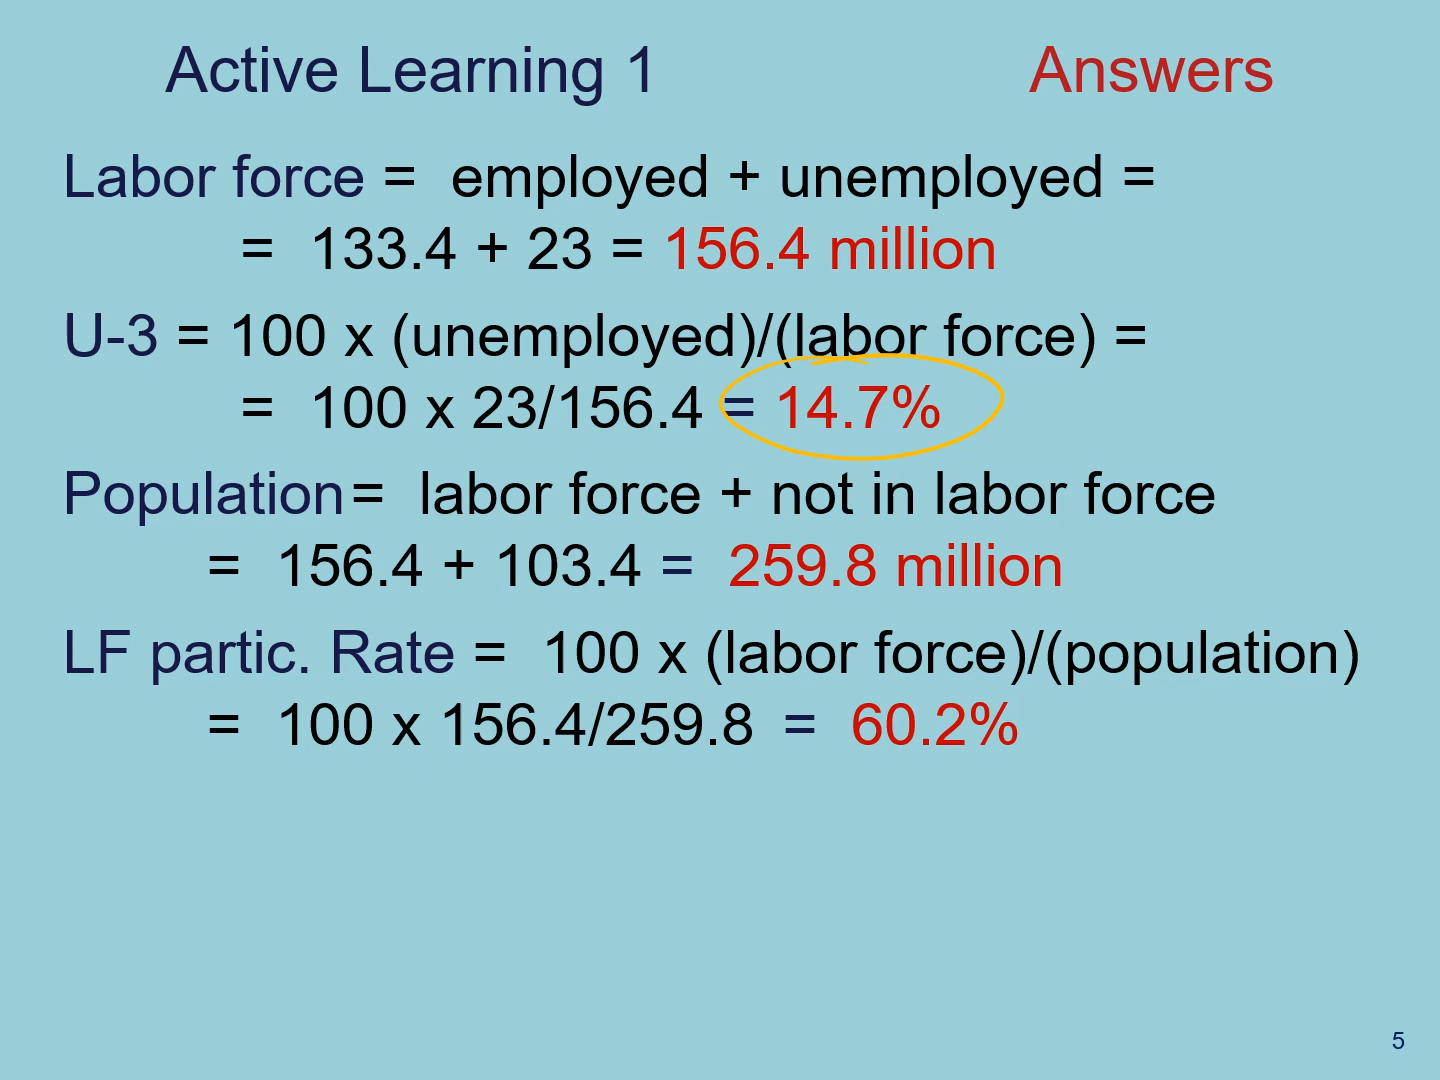 Active Learning 1 Answers
Labor force = employed + unemployed =
= 133.4 + 23 = 156.4 million
U-3 = 100 x (unemployed)/(labor force) =
= 100 x 23/156.4 = 14.7%
Population = labor force + not in labor force
= 156.4 + 103.4 = 259.8 million
LF partic. Rate = 100 x (labor force)/(population)
= 100 x 156.4/259.8 = 60.2%
5